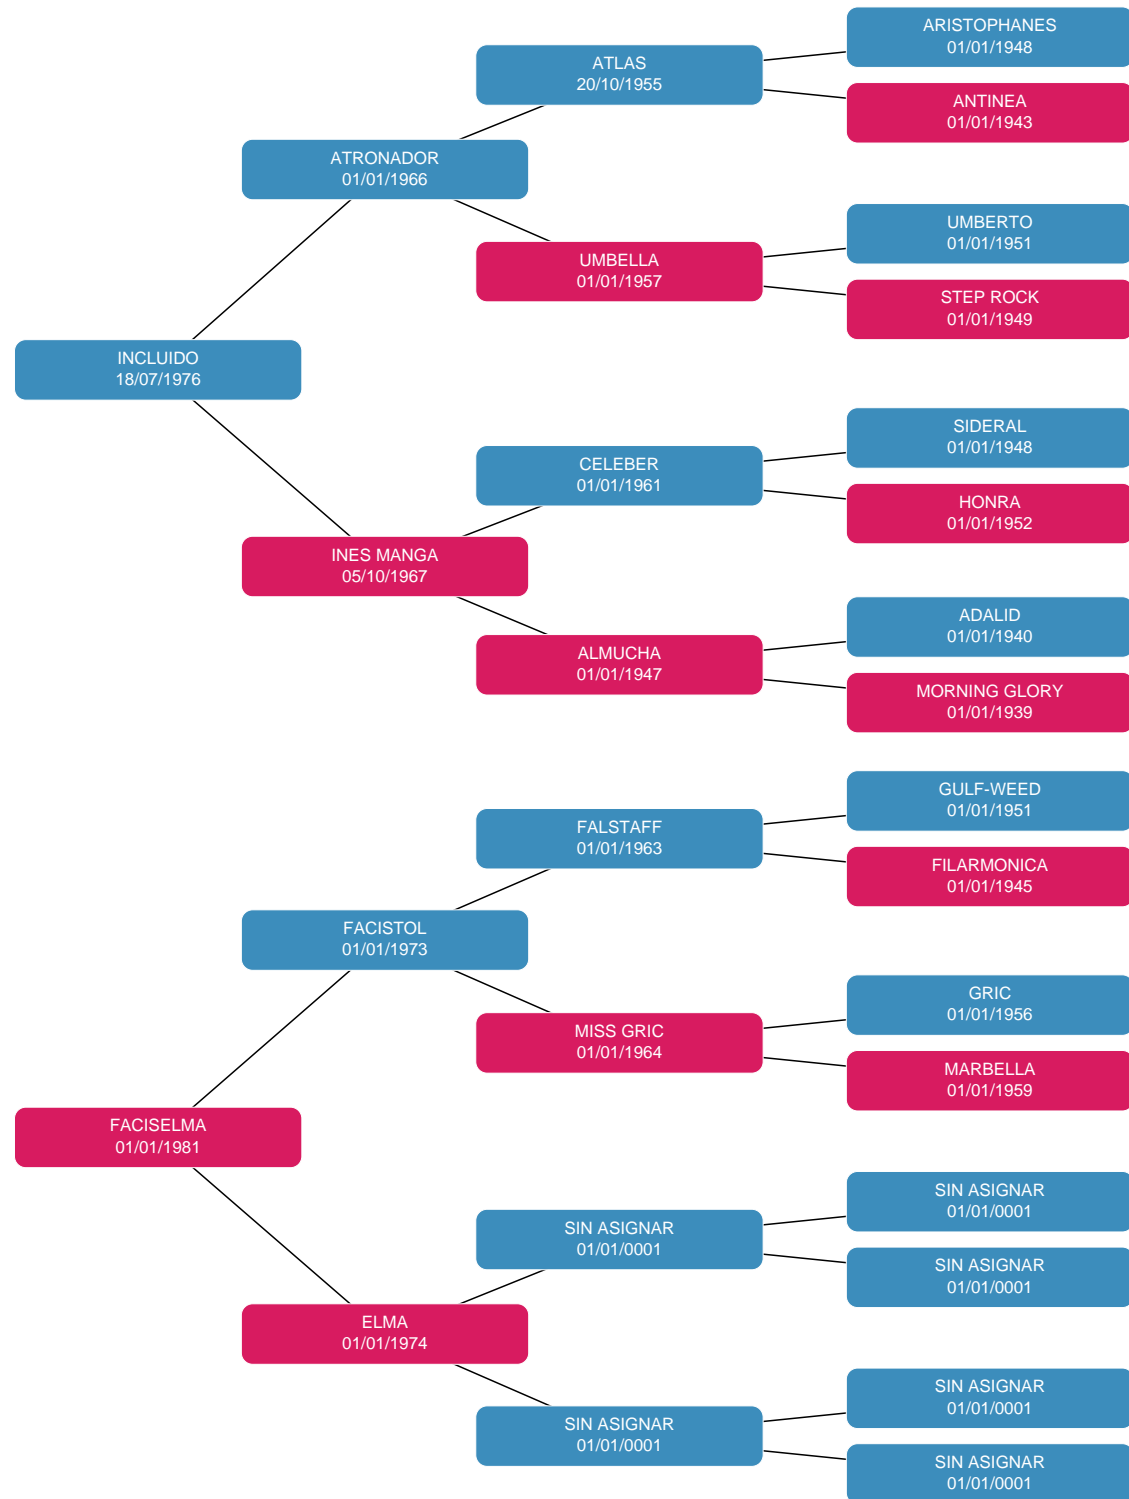 ARISTOPHANES
01/01/1948
ATLAS
20/10/1955
ANTINEA
01/01/1943
ATRONADOR
01/01/1966
UMBERTO
01/01/1951
UMBELLA
01/01/1957
STEP ROCK
01/01/1949
INCLUIDO
18/07/1976
SIDERAL
01/01/1948
CELEBER
01/01/1961
HONRA
01/01/1952
INES MANGA
05/10/1967
ADALID
01/01/1940
ALMUCHA
01/01/1947
MORNING GLORY
01/01/1939
GULF-WEED
01/01/1951
FALSTAFF
01/01/1963
FILARMONICA
01/01/1945
FACISTOL
01/01/1973
GRIC
01/01/1956
MISS GRIC
01/01/1964
MARBELLA
01/01/1959
FACISELMA
01/01/1981
SIN ASIGNAR
01/01/0001
SIN ASIGNAR
01/01/0001
SIN ASIGNAR
01/01/0001
ELMA
01/01/1974
SIN ASIGNAR
01/01/0001
SIN ASIGNAR
01/01/0001
SIN ASIGNAR
01/01/0001